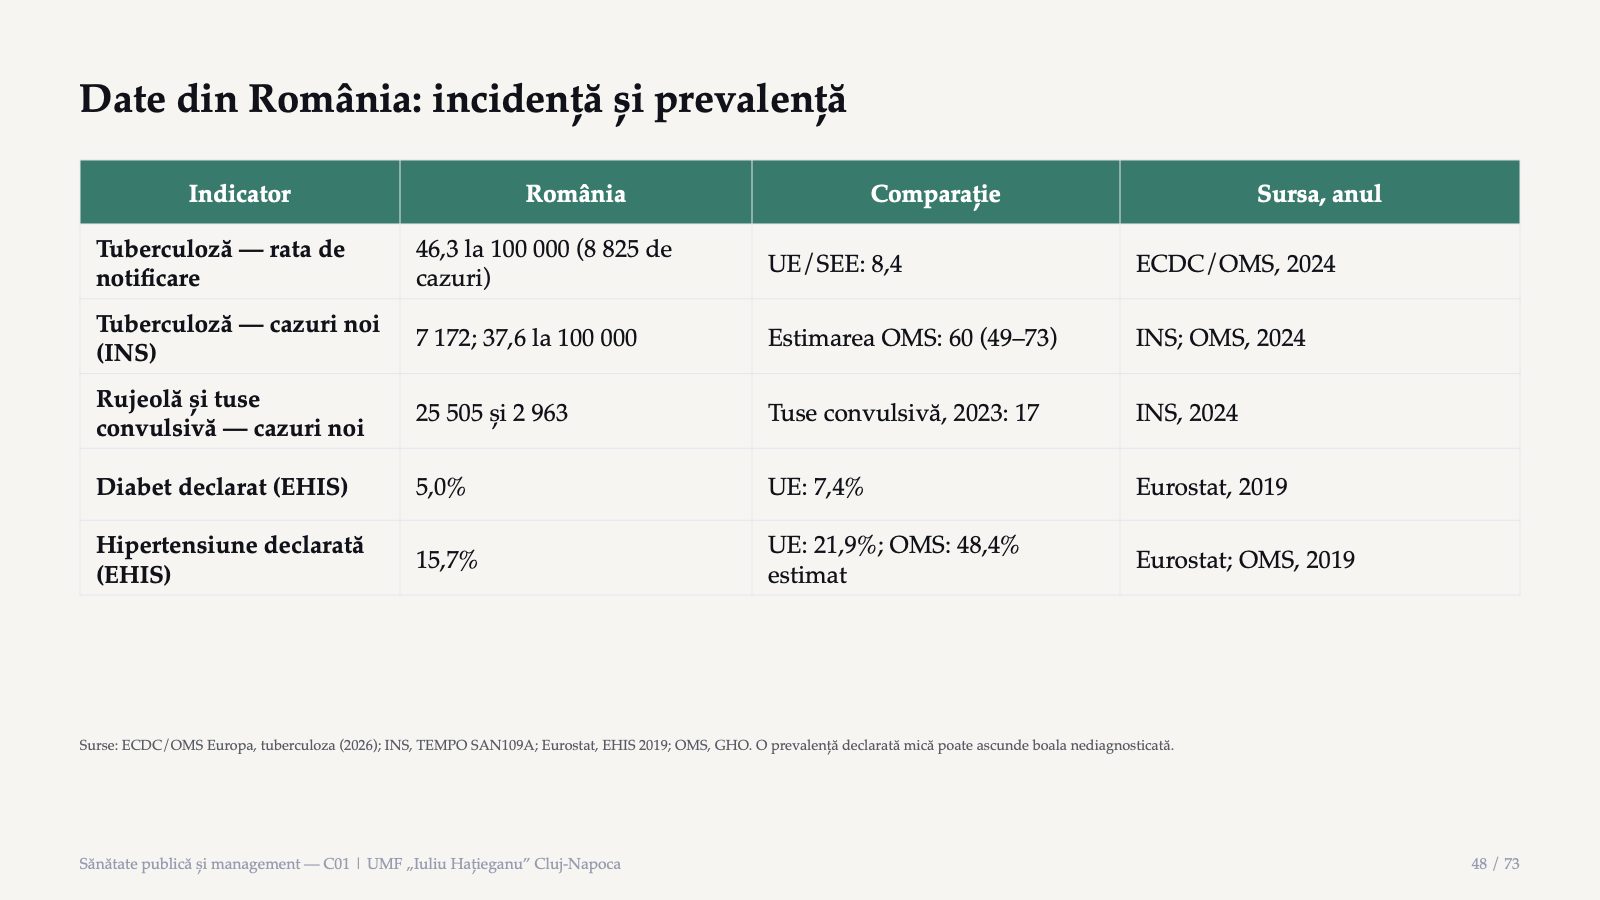 Date din România: incidență și prevalență
Indicator
România
Comparație
Sursa, anul
Tuberculoză — rata de
notificare
46,3 la 100 000 (8 825 de
cazuri)
UE/SEE: 8,4
ECDC/OMS, 2024
Tuberculoză — cazuri noi
(INS)
7 172; 37,6 la 100 000
Estimarea OMS: 60 (49–73)
INS; OMS, 2024
Rujeolă și tuse
convulsivă — cazuri noi
25 505 și 2 963
Tuse convulsivă, 2023: 17
INS, 2024
Diabet declarat (EHIS)
5,0%
UE: 7,4%
Eurostat, 2019
Hipertensiune declarată
(EHIS)
15,7%
UE: 21,9%; OMS: 48,4%
estimat
Eurostat; OMS, 2019
Surse: ECDC/OMS Europa, tuberculoza (2026); INS, TEMPO SAN109A; Eurostat, EHIS 2019; OMS, GHO. O prevalență declarată mică poate ascunde boala nediagnosticată.
Sănătate publică și management — C01 | UMF „Iuliu Hațieganu” Cluj-Napoca
48 / 73